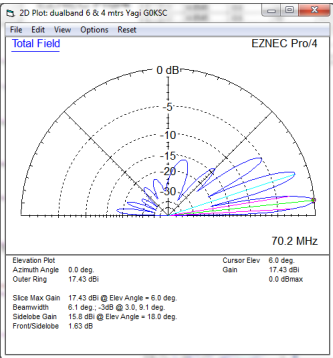 2D Plot: dualband 6 & 4 mtrs Yagi G0KSC
File Edit View Options Reset
Total Field EZNEC Pro/4
0 dB
-5
-10
-15
-20
-30
70.2 MHz
Elevation Plot Cursor Elev 6.0 deg.
Azimuth Angle 0.0 deg. Gain 17.43 dBi
Outer Ring 17.43 dBi 0.0 dBmax
Slice Max Gain 17.43 dBi @ Elev Angle = 6.0 deg.
Beamwidth 6.1 deg.; -3dB @ 3.0, 9.1 deg.
Sidelobe Gain 15.8 dBi @ Elev Angle = 18.0 deg.
Front/Sidelobe 1.63 dB